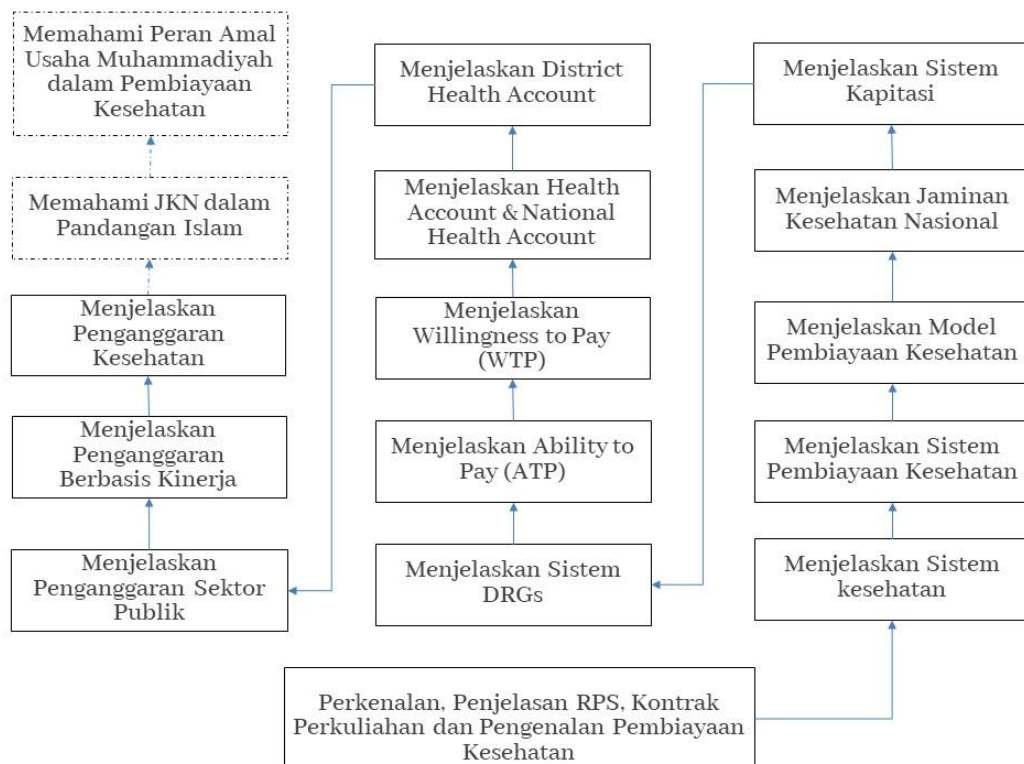 Memahami Peran Amal
Usaha Muhammadiyah
dalam Pembiayaan
Kesehatan
Memahami JKN dalam
Pandangan Islam
Menjelaskan
Penganggaran
Kesehatan
Menjelaskan
Penganggaran
Berbasis Kinerja
Menjelaskan
Penganggaran Sektor
Publik
Menjelaskan District
Health Account
Menjelaskan Health
Account & National
Health Account
Menjelaskan
Willingness to Pay
(WTP)
Menjelaskan Ability to
Pay (ATP)
Menjelaskan Sistem
DRGs
Menjelaskan Sistem
Kapitasi
Menjelaskan Jaminan
Kesehatan Nasional
Menjelaskan Model
Pembiayaan Kesehatan
Menjelaskan Sistem
Pembiayaan Kesehatan
Menjelaskan Sistem
kesehatan
Perkenalan, Penjelasan RPS, Kontrak
Perkuliahan dan Pengenalan Pembiayaan
Kesehatan